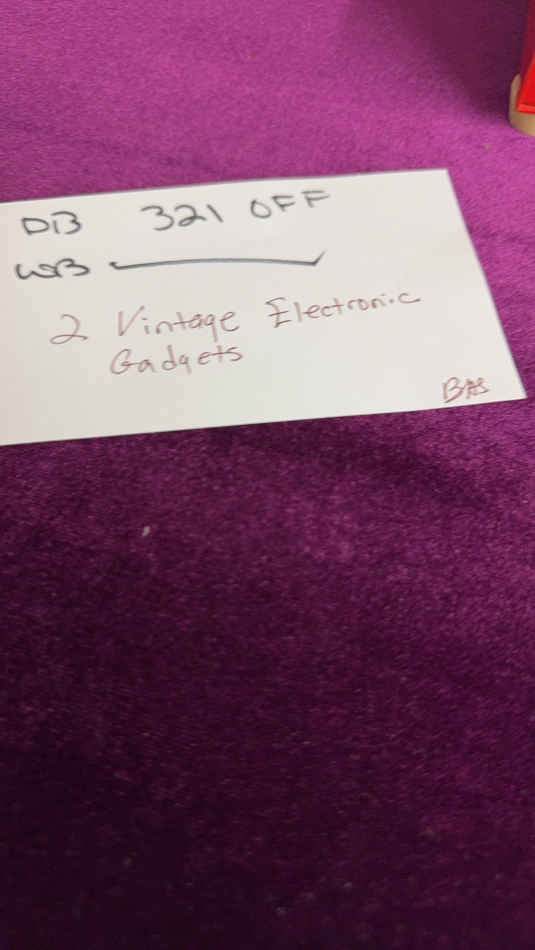 DB 321 OFF
WB
2 Vintage Electronic
Gadgets
BAS